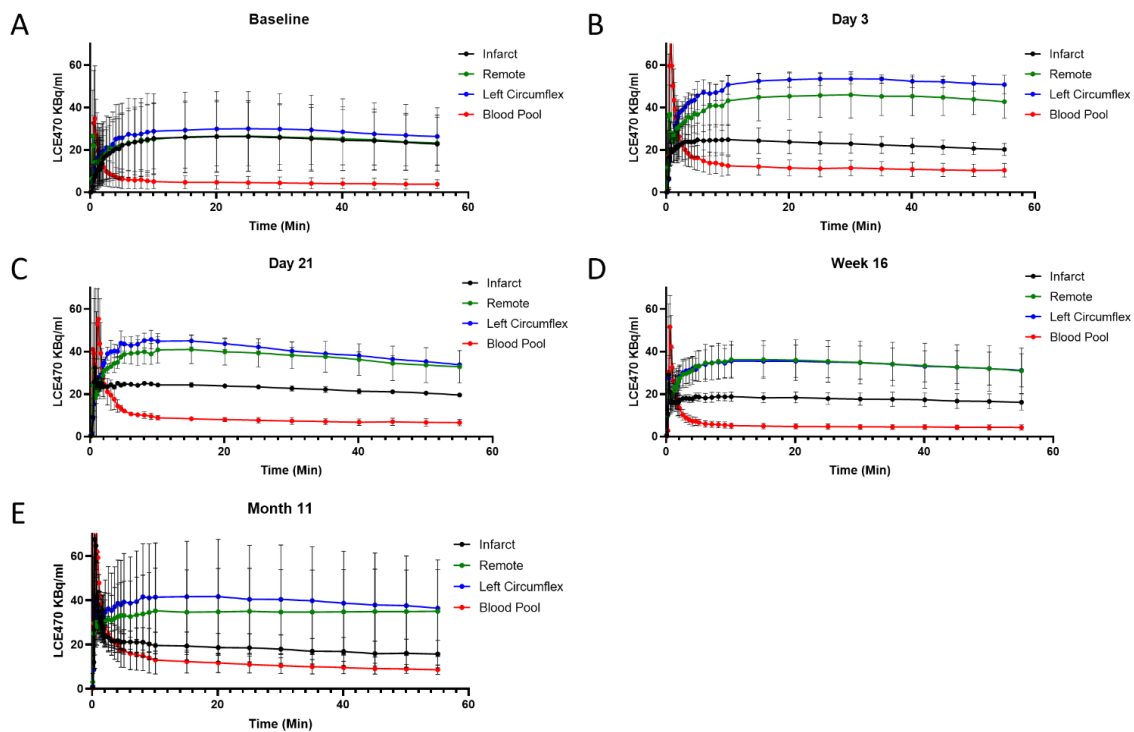 A
Baseline
LCE470 KBq/ml
60
40
20
0
0 20 40 60
Time (Min)
Infarct
Remote
Left Circumflex
Blood Pool
B
Day 3
LCE470 KBq/ml
60
40
20
0
0 20 40 60
Time (Min)
Infarct
Remote
Left Circumflex
Blood Pool
C
Day 21
LCE470 KBq/ml
60
40
20
0
0 20 40 60
Time (Min)
Infarct
Remote
Left Circumflex
Blood Pool
D
Week 16
LCE470 KBq/ml
60
40
20
0
0 20 40 60
Time (Min)
Infarct
Remote
Left Circumflex
Blood Pool
E
Month 11
LCE470 KBq/ml
60
40
20
0
0 20 40 60
Time (Min)
Infarct
Remote
Left Circumflex
Blood Pool